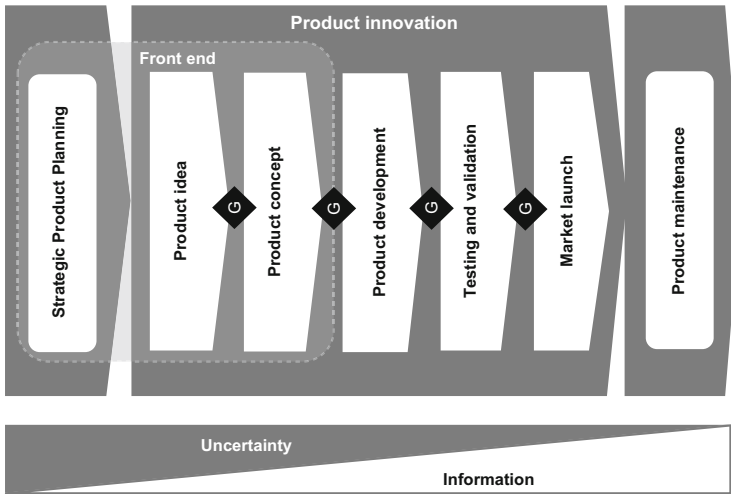 Product innovation
Front end
Strategic Product Planning
Product idea
G
Product concept
G
Product development
G
Testing and validation
G
Market launch
Product maintenance
Uncertainty
Information